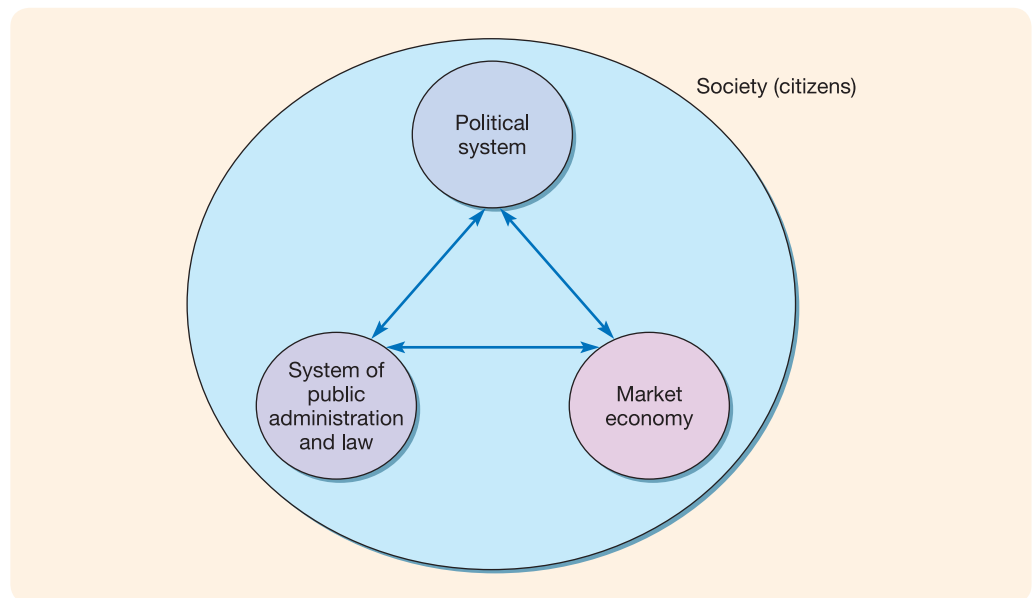 Society (citizens)
Political
system
System of
public
administration
and law
Market
economy